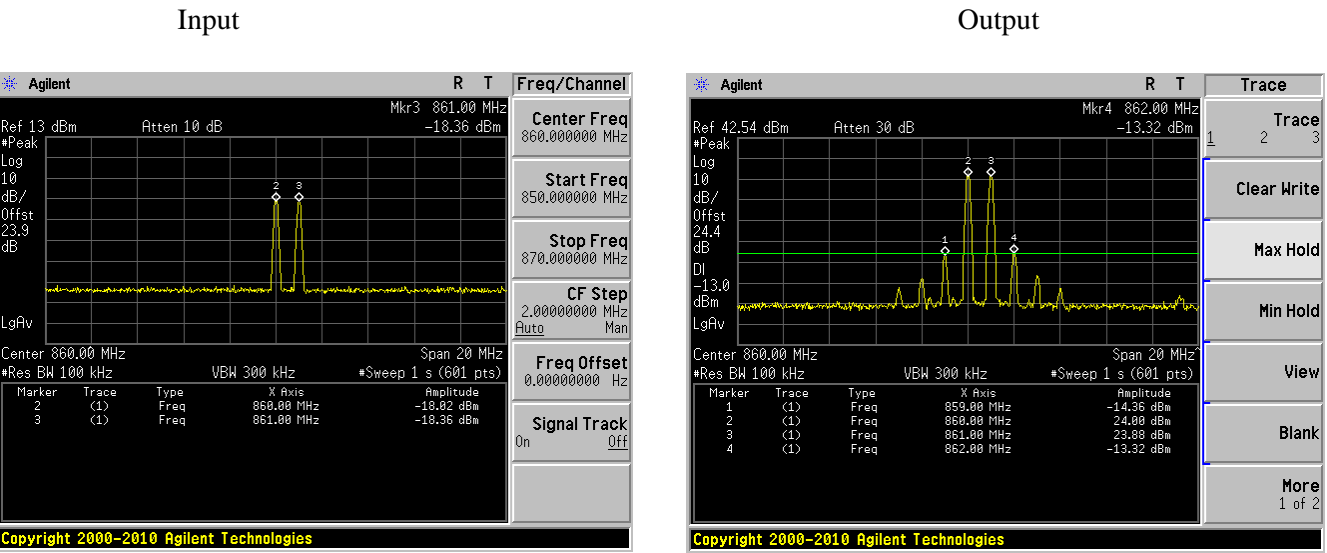 Input
Output
Agilent R T
Freq/Channel
Mkr3 861.00 MHz
Ref 13 dBm Atten 10 dB -18.36 dBm
#Peak
Log
10
dB/
Offst
23.9
dB
LgAv
2 3
Center 860.00 MHz Span 20 MHz
#Res BW 100 kHz VBW 300 kHz #Sweep 1 s (601 pts)
Marker Trace Type X Axis Amplitude
2 (1) Freq 860.00 MHz -18.02 dBm
3 (1) Freq 861.00 MHz -18.36 dBm
Center Freq
860.000000 MHz
Start Freq
850.000000 MHz
Stop Freq
870.000000 MHz
CF Step
2.00000000 MHz
Auto Man
Freq Offset
0.00000000 Hz
Signal Track
On Off
Copyright 2000-2010 Agilent Technologies
Agilent R T
Trace
Mkr4 862.00 MHz
Ref 42.54 dBm Atten 30 dB -13.32 dBm
#Peak
Log
10
dB/
Offst
24.4
dB
DI
-13.0
dBm
LgAv
1 2 3 4
Center 860.00 MHz Span 20 MHz^
#Res BW 100 kHz VBW 300 kHz #Sweep 1 s (601 pts)
Marker Trace Type X Axis Amplitude
1 (1) Freq 859.00 MHz -14.36 dBm
2 (1) Freq 860.00 MHz 24.00 dBm
3 (1) Freq 861.00 MHz 23.88 dBm
4 (1) Freq 862.00 MHz -13.32 dBm
Trace
1 2 3
Clear Write
Max Hold
Min Hold
View
Blank
More
1 of 2
Copyright 2000-2010 Agilent Technologies